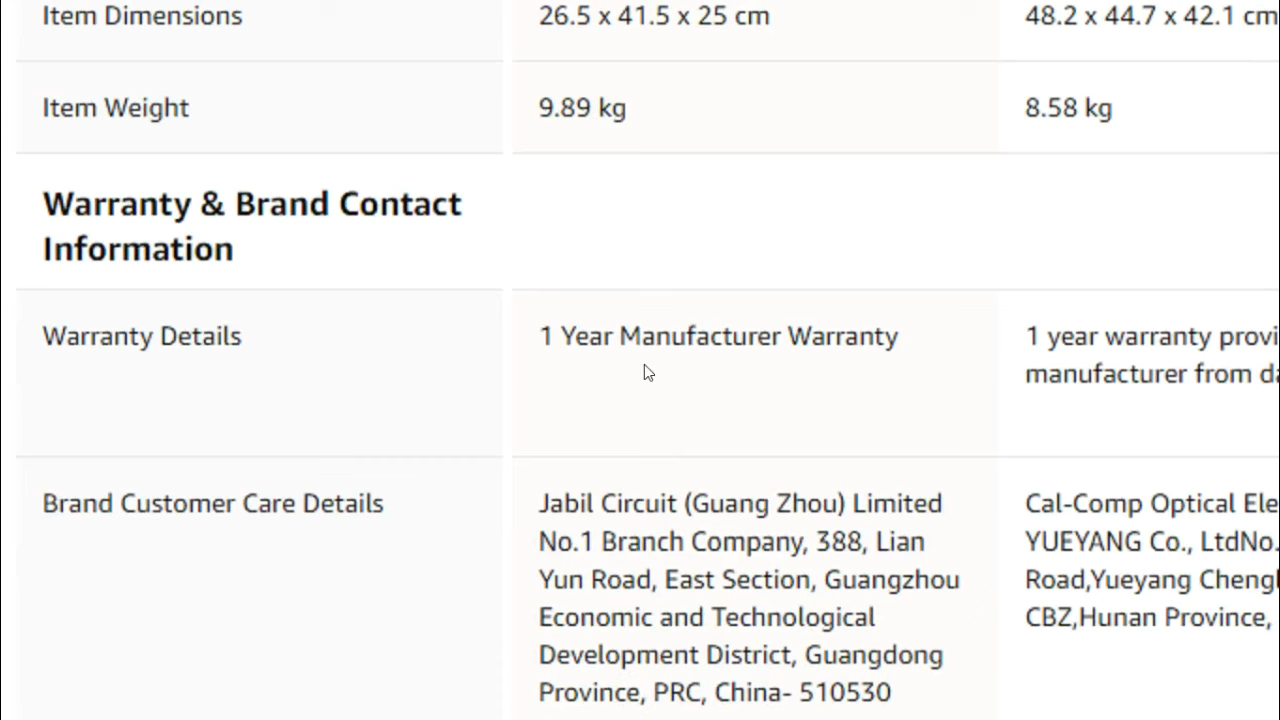 Item Dimensions
26.5 x 41.5 x 25 cm
48.2 x 44.7 x 42.1 cm
Item Weight
9.89 kg
8.58 kg
Warranty & Brand Contact
Information
Warranty Details
1 Year Manufacturer Warranty
1 year warranty provi
manufacturer from da
Brand Customer Care Details
Jabil Circuit (Guang Zhou) Limited
No.1 Branch Company, 388, Lian
Yun Road, East Section, Guangzhou
Economic and Technological
Development District, Guangdong
Province, PRC, China- 510530
Cal-Comp Optical Ele
YUEYANG Co., LtdNo.
Road,Yueyang Chengl
CBZ,Hunan Province,